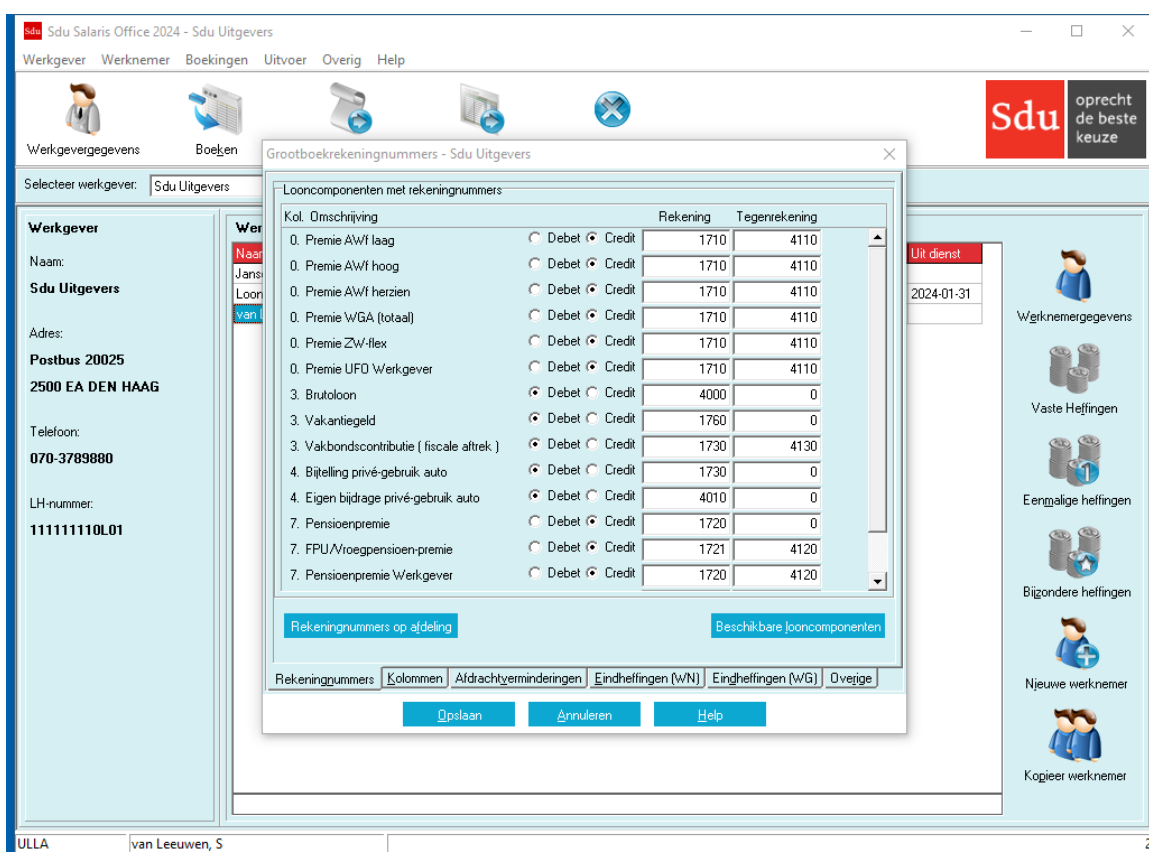 Sdu Sdu Salaris Office 2024 - Sdu Uitgevers
Werkgever Werknemer Boekingen Uitvoer Overig Help
Werkgevergegevens Boeken
Sdu oprecht
de beste
keuze
Selecteer werkgever: Sdu Uitgevers
Werkgever
Naam:
Sdu Uitgevers
Adres:
Postbus 20025
2500 EA DEN HAAG
Telefoon:
070-3789880
LH-nummer:
111111110L01
Wer
Naar
Jans
Loon
van L
Grootboekrekeningnummers - Sdu Uitgevers
Looncomponenten met rekeningnummers
Kol. Omschrijving Rekening Tegenrekening
0. Premie AWf laag Debet Credit 1710 4110
0. Premie AWf hoog Debet Credit 1710 4110
0. Premie AWf herzien Debet Credit 1710 4110
0. Premie WGA (totaal) Debet Credit 1710 4110
0. Premie ZW-flex Debet Credit 1710 4110
0. Premie UFO Werkgever Debet Credit 1710 4110
3. Brutoloon Debet Credit 4000 0
3. Vakantiegeld Debet Credit 1760 0
3. Vakbondscontributie ( fiscale aftrek ) Debet Credit 1730 4130
4. Bijtelling privé-gebruik auto Debet Credit 1730 0
4. Eigen bijdrage privé-gebruik auto Debet Credit 4010 0
7. Pensioenpremie Debet Credit 1720 0
7. FPU/Vroegpensioen-premie Debet Credit 1721 4120
7. Pensioenpremie Werkgever Debet Credit 1720 4120
Rekeningnummers op afdeling Beschikbare looncomponenten
Rekeningnummers Kolommen Afdrachtverminderingen Eindheffingen (WN) Eindheffingen (WG) Overige
Opslaan Annuleren Help
Uit dienst
2024-01-31
Werknemergegevens
Vaste Heffingen
Eenmalige heffingen
Bijzondere heffingen
Nieuwe werknemer
Kopieer werknemer
ULLA van Leeuwen, S 2